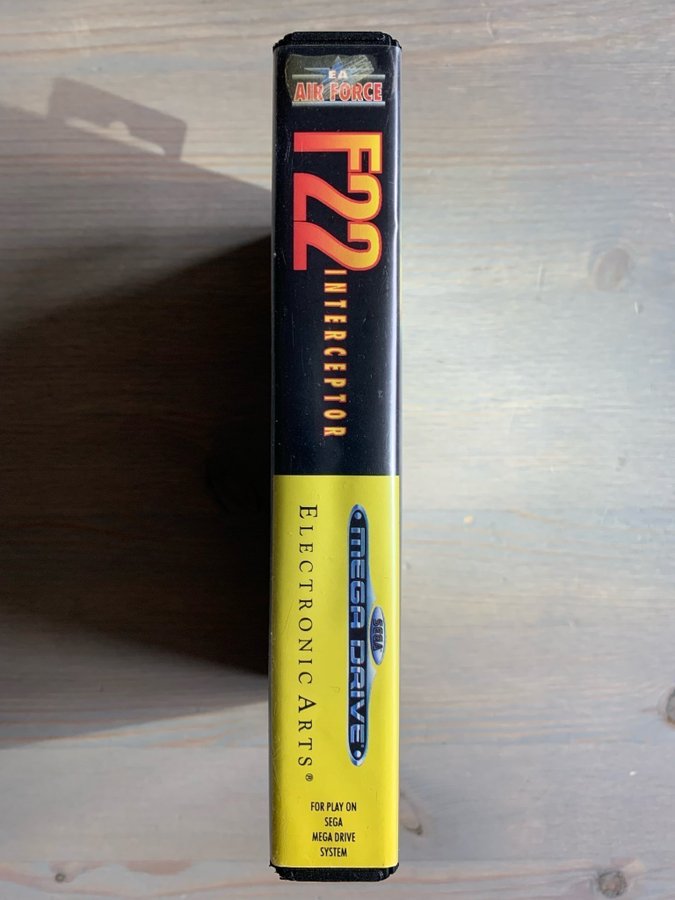 EA
AIR FORCE
F22
INTERCEPTOR
SEGA
MEGA DRIVE
ELECTRONIC ARTS®
FOR PLAY ON
SEGA
MEGA DRIVE
SYSTEM